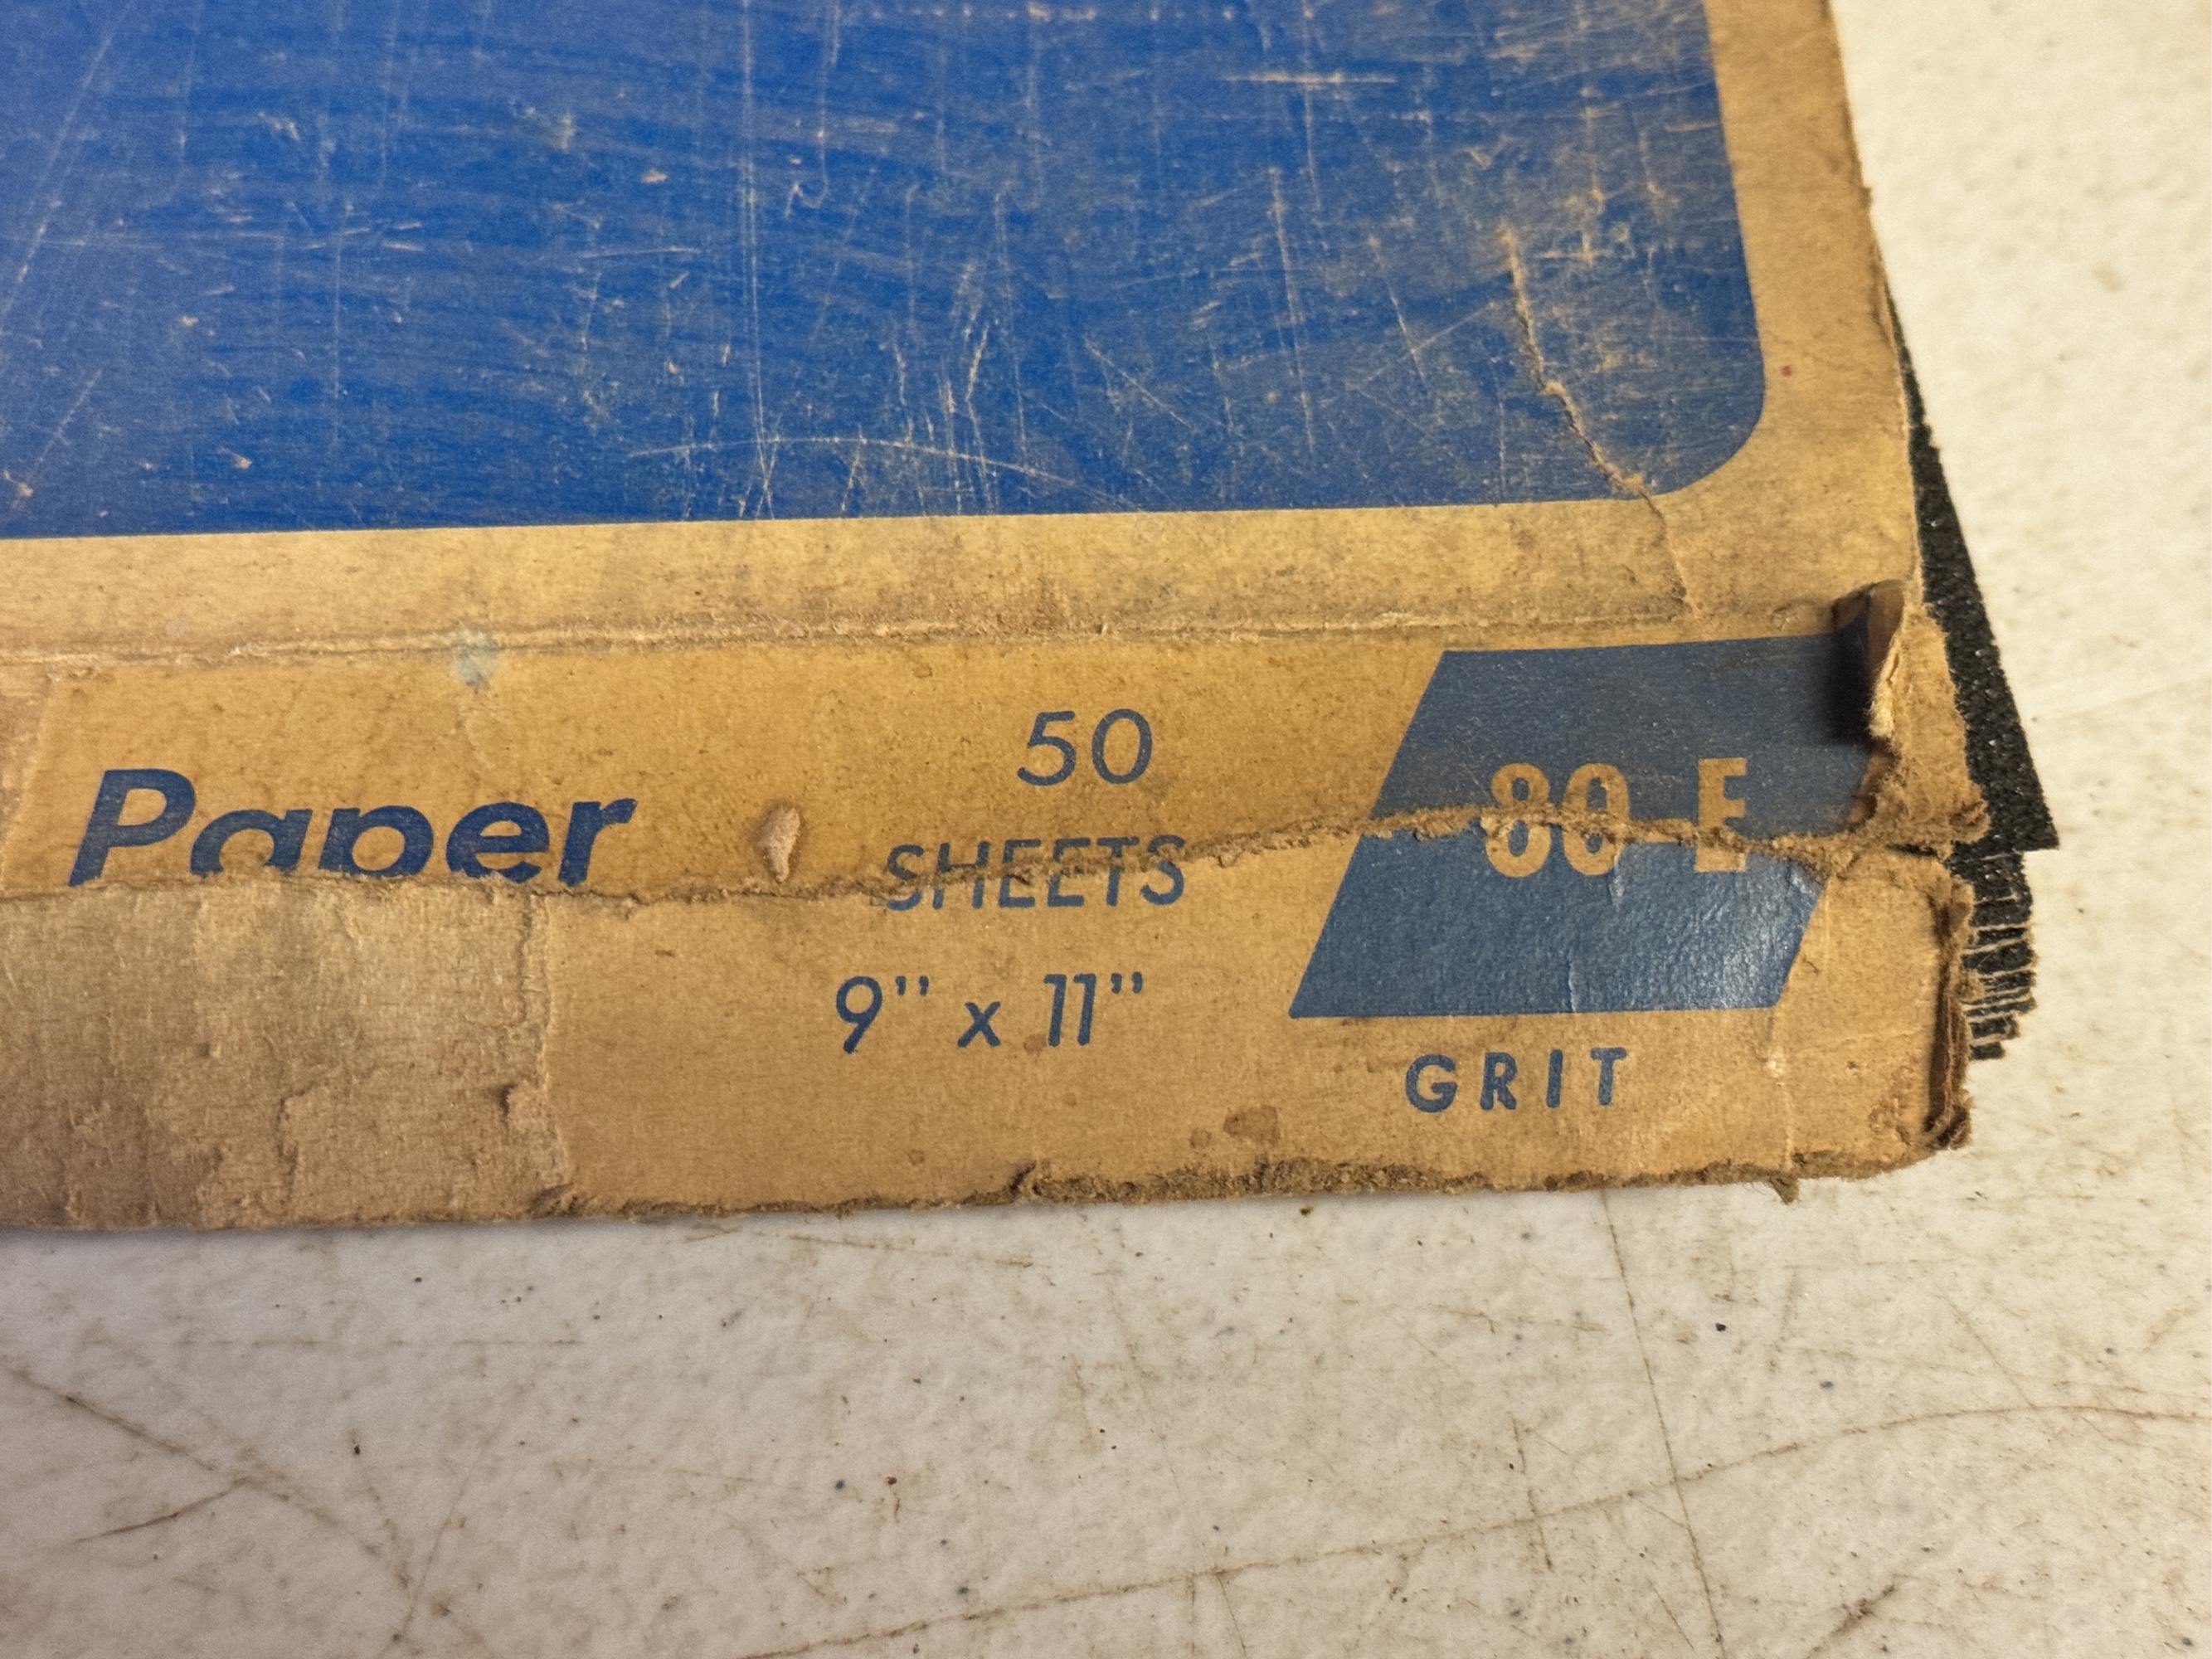 Paper
50
SHEETS
9" x 11"
80-E
GRIT